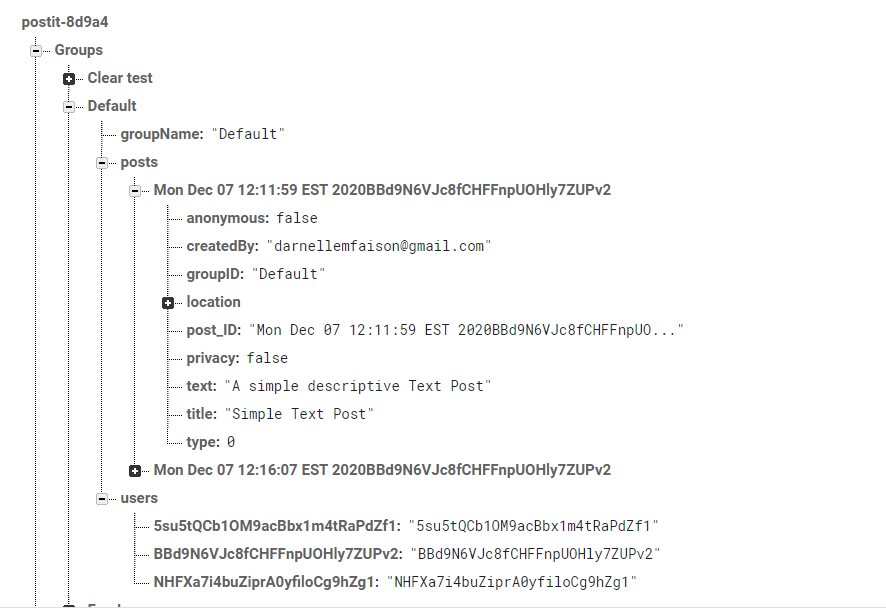 postit-8d9a4
Groups
Clear test
Default
groupName: "Default"
posts
Mon Dec 07 12:11:59 EST 2020BBd9N6VJc8fCHFFnpUOHly7ZUPv2
anonymous: false
createdBy: "darnellemfaison@gmail.com"
groupID: "Default"
location
post_ID: "Mon Dec 07 12:11:59 EST 2020BBd9N6VJc8fCHFFnpUO..."
privacy: false
text: "A simple descriptive Text Post"
title: "Simple Text Post"
type: 0
Mon Dec 07 12:16:07 EST 2020BBd9N6VJc8fCHFFnpUOHly7ZUPv2
users
5su5tQCb1OM9acBbx1m4tRaPdZf1: "5su5tQCb1OM9acBbx1m4tRaPdZf1"
BBd9N6VJc8fCHFFnpUOHly7ZUPv2: "BBd9N6VJc8fCHFFnpUOHly7ZUPv2"
NHFXa7i4buZiprA0yfiloCg9hZg1: "NHFXa7i4buZiprA0yfiloCg9hZg1"